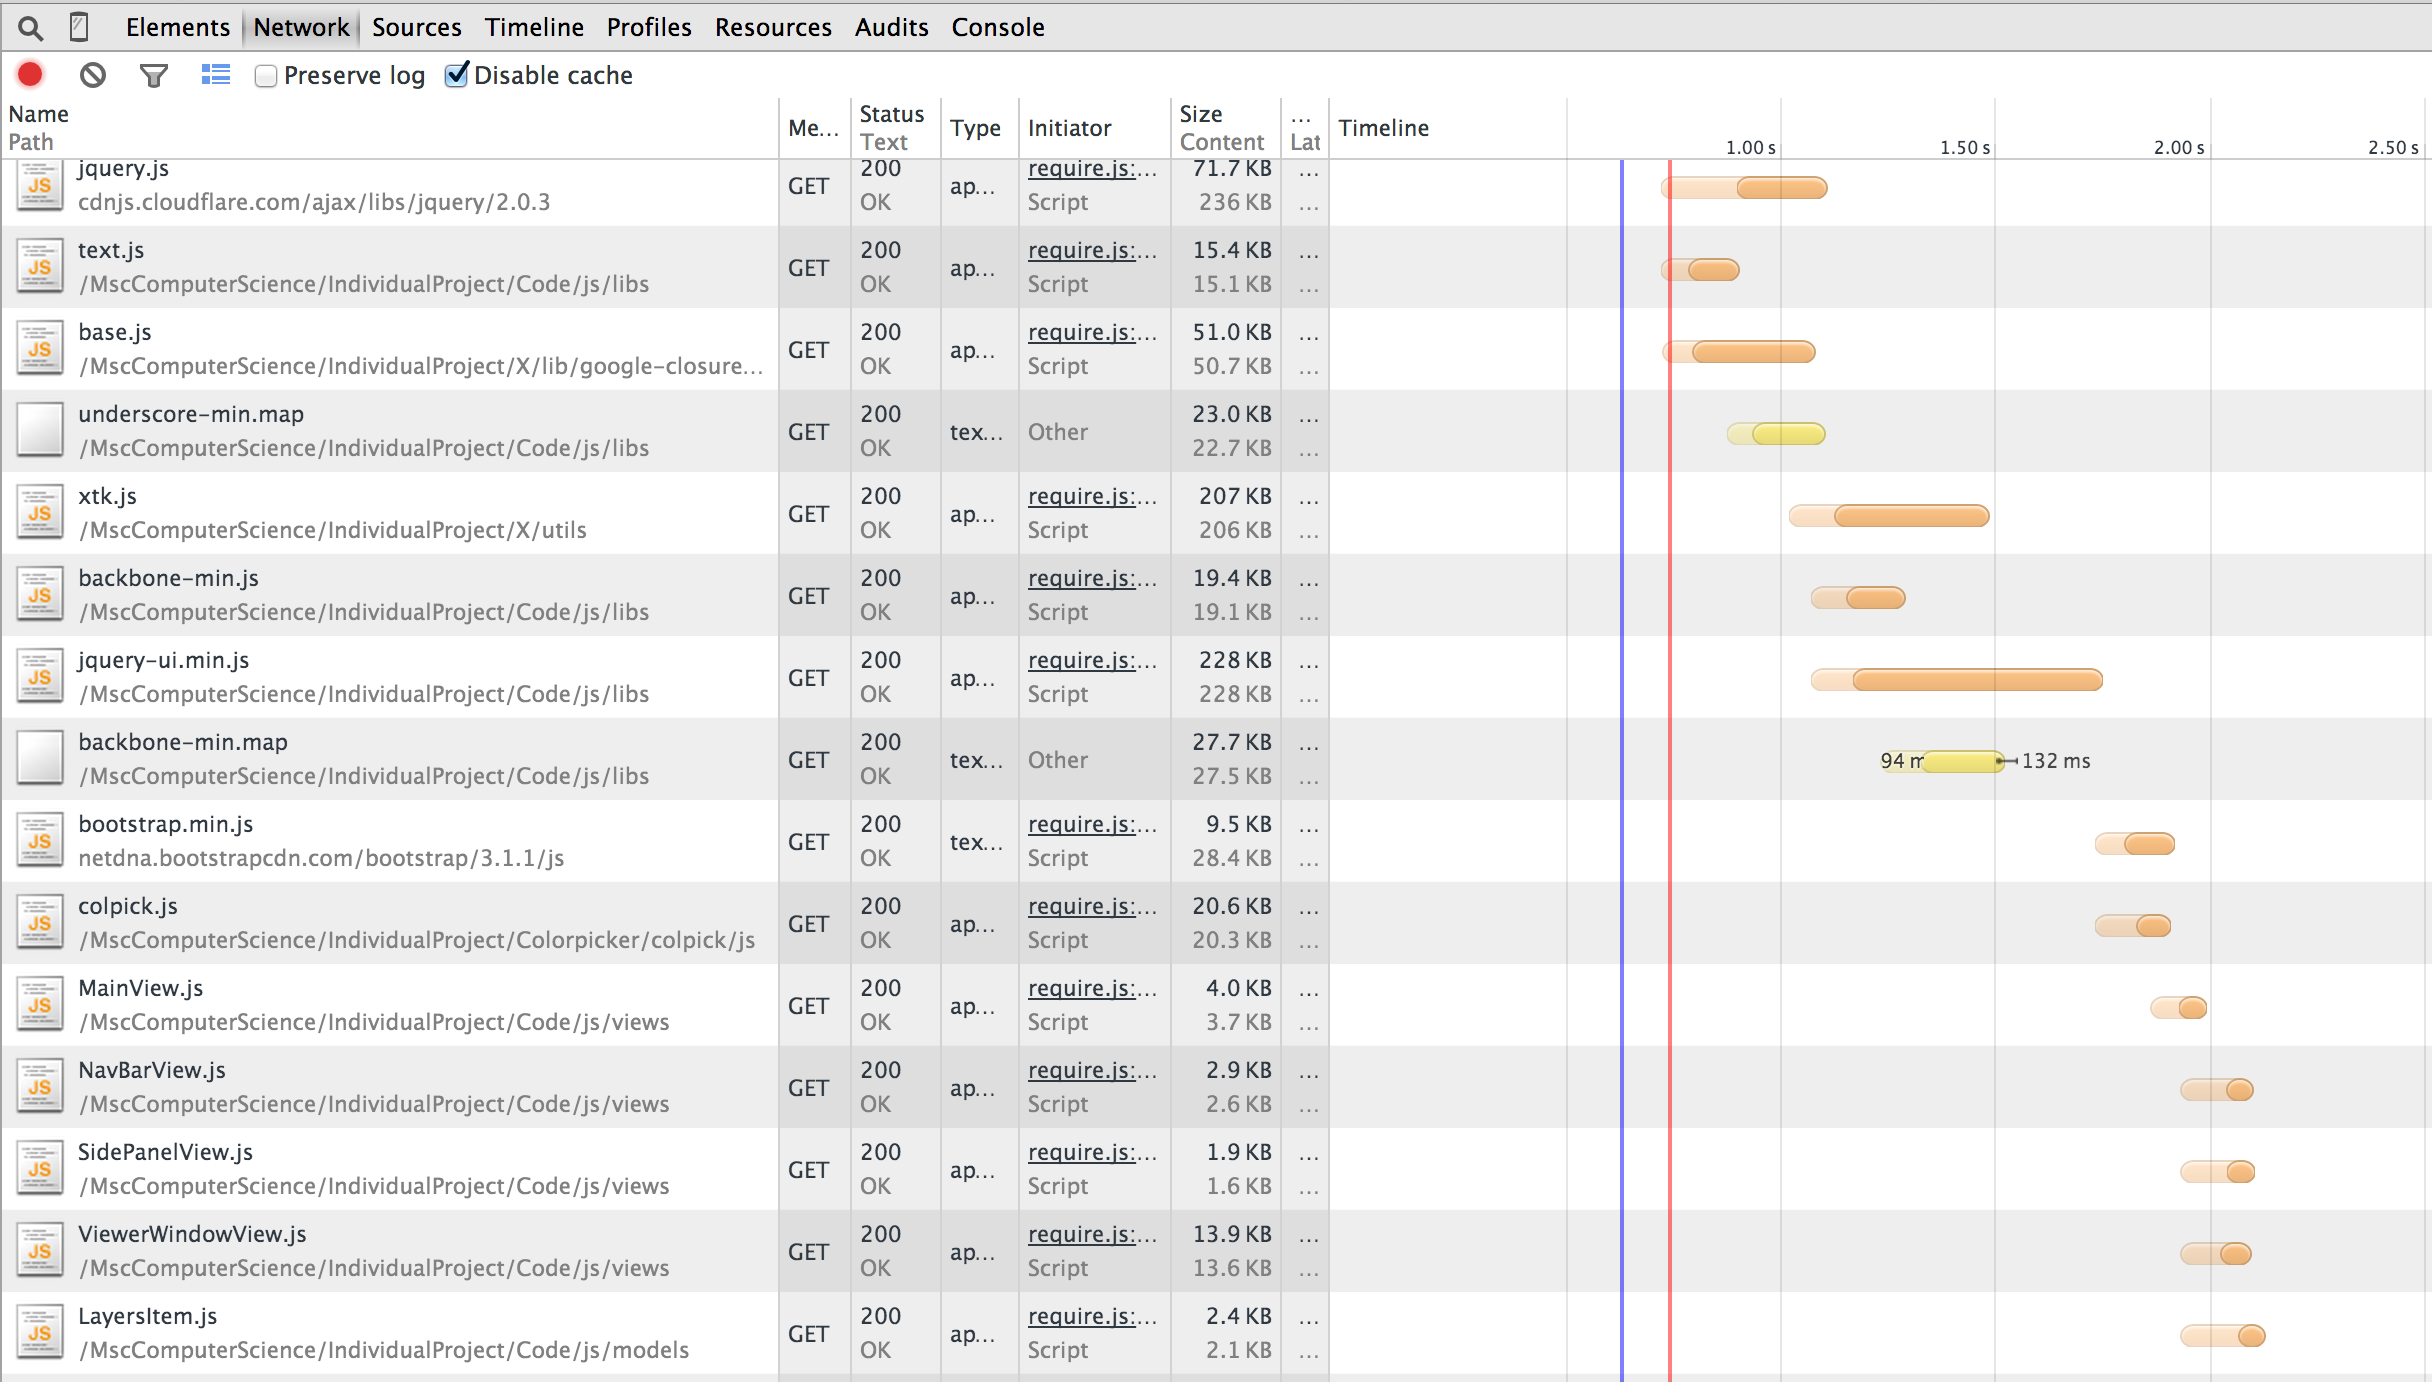 Elements Network Sources Timeline Profiles Resources Audits Console
Preserve log Disable cache
Name Path Me... Status Text Type Initiator Size Content ... Lat Timeline 1.00 s 1.50 s 2.00 s 2.50 s
JS jquery.js GET 200 ap... require.js:... 71.7 KB ...
cdnjs.cloudflare.com/ajax/libs/jquery/2.0.3 OK Script 236 KB ...
JS text.js GET 200 ap... require.js:... 15.4 KB ...
/MscComputerScience/IndividualProject/Code/js/libs OK Script 15.1 KB ...
JS base.js GET 200 ap... require.js:... 51.0 KB ...
/MscComputerScience/IndividualProject/X/lib/google-closure... OK Script 50.7 KB ...
underscore-min.map GET 200 tex... Other 23.0 KB ...
/MscComputerScience/IndividualProject/Code/js/libs OK 22.7 KB ...
JS xtk.js GET 200 ap... require.js:... 207 KB ...
/MscComputerScience/IndividualProject/X/utils OK Script 206 KB ...
JS backbone-min.js GET 200 ap... require.js:... 19.4 KB ...
/MscComputerScience/IndividualProject/Code/js/libs OK Script 19.1 KB ...
JS jquery-ui.min.js GET 200 ap... require.js:... 228 KB ...
/MscComputerScience/IndividualProject/Code/js/libs OK Script 228 KB ...
backbone-min.map GET 200 tex... Other 27.7 KB ... 94 m 132 ms
/MscComputerScience/IndividualProject/Code/js/libs OK 27.5 KB ...
JS bootstrap.min.js GET 200 tex... require.js:... 9.5 KB ...
netdna.bootstrapcdn.com/bootstrap/3.1.1/js OK Script 28.4 KB ...
JS colpick.js GET 200 ap... require.js:... 20.6 KB ...
/MscComputerScience/IndividualProject/Colorpicker/colpick/js OK Script 20.3 KB ...
JS MainView.js GET 200 ap... require.js:... 4.0 KB ...
/MscComputerScience/IndividualProject/Code/js/views OK Script 3.7 KB ...
JS NavBarView.js GET 200 ap... require.js:... 2.9 KB ...
/MscComputerScience/IndividualProject/Code/js/views OK Script 2.6 KB ...
JS SidePanelView.js GET 200 ap... require.js:... 1.9 KB ...
/MscComputerScience/IndividualProject/Code/js/views OK Script 1.6 KB ...
JS ViewerWindowView.js GET 200 ap... require.js:... 13.9 KB ...
/MscComputerScience/IndividualProject/Code/js/views OK Script 13.6 KB ...
JS LayersItem.js GET 200 ap... require.js:... 2.4 KB ...
/MscComputerScience/IndividualProject/Code/js/models OK Script 2.1 KB ...